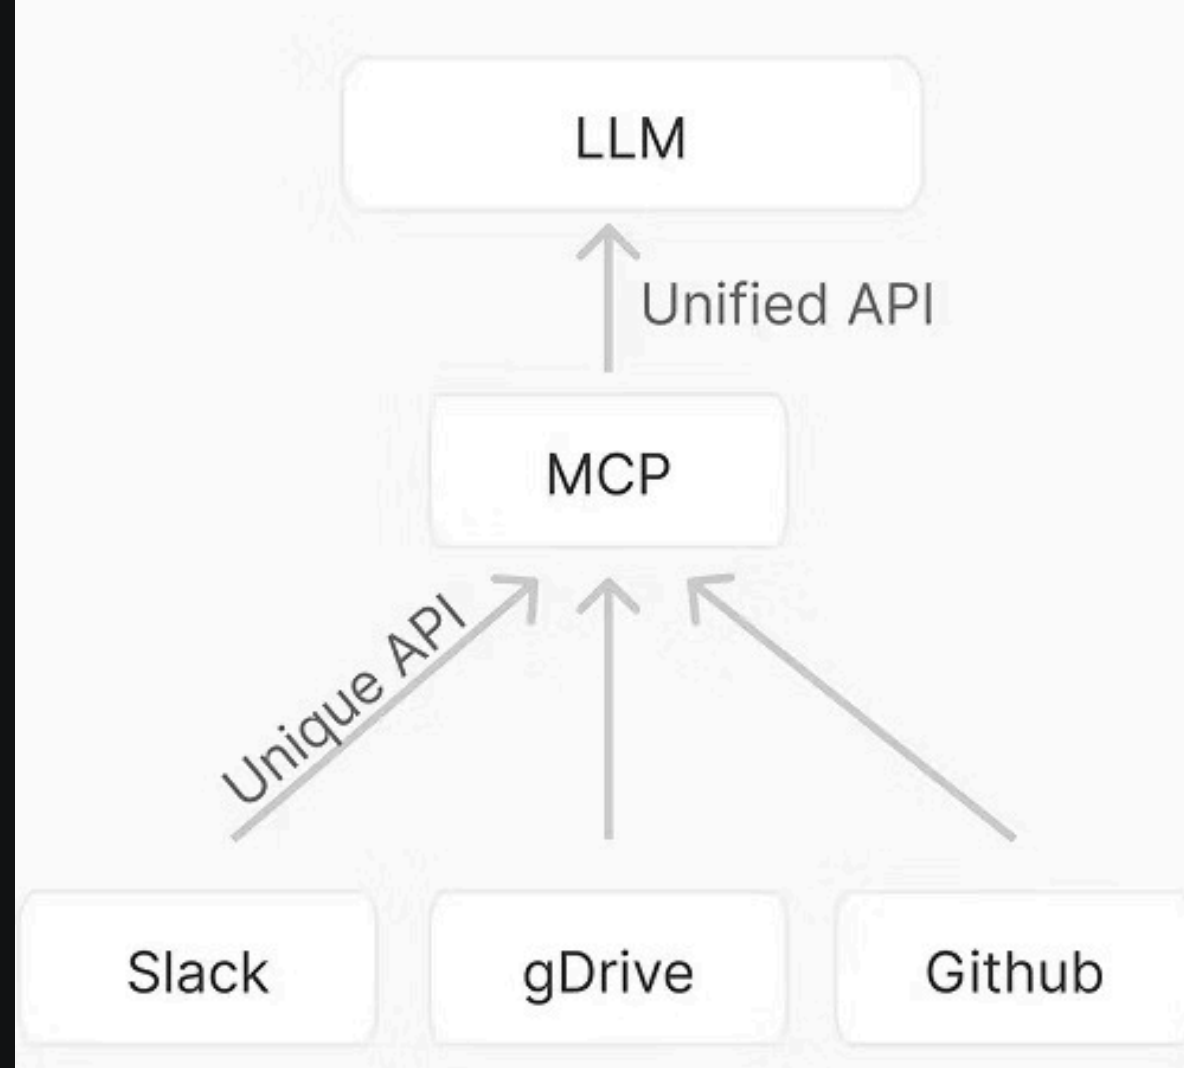 LLM
Unified API
MCP
Unique API
Slack
gDrive
Github